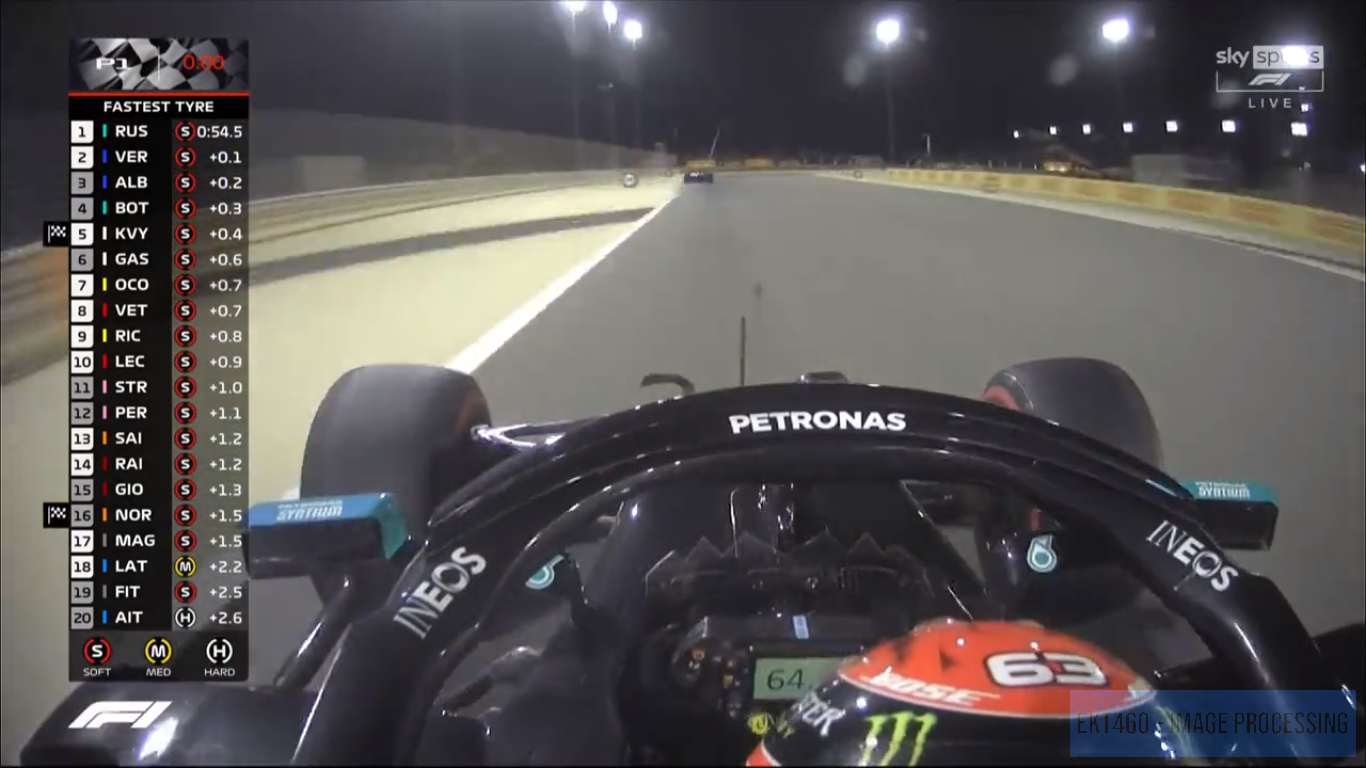 P1 0:00
FASTEST TYRE
1 RUS S 0:54.5
2 VER S +0.1
3 ALB S +0.2
4 BOT S +0.3
5 KVY S +0.4
6 GAS S +0.6
7 OCO S +0.7
8 VET S +0.7
9 RIC S +0.8
10 LEC S +0.9
11 STR S +1.0
12 PER S +1.1
13 SAI S +1.2
14 RAI S +1.2
15 GIO S +1.3
16 NOR S +1.5
17 MAG S +1.5
18 LAT M +2.2
19 FIT S +2.5
20 AIT H +2.6
S M H
SOFT MED HARD
F1
sky sports
F1
LIVE
PETRONAS
PETRONAS
SYNTIUM
SYNTIUM
INEOS
INEOS
64.
63
BOSE
EKT460 - IMAGE PROCESSING